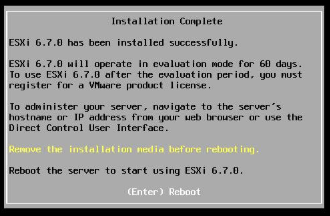 Installation Complete
ESXi 6.7.0 has been installed successfully.
ESXi 6.7.0 will operate in evaluation mode for 60 days.
To use ESXi 6.7.0 after the evaluation period, you must
register for a VMware product license.
To administer your server, navigate to the server's
hostname or IP address from your web browser or use the
Direct Control User Interface.
Remove the installation media before rebooting.
Reboot the server to start using ESXi 6.7.0.
(Enter) Reboot